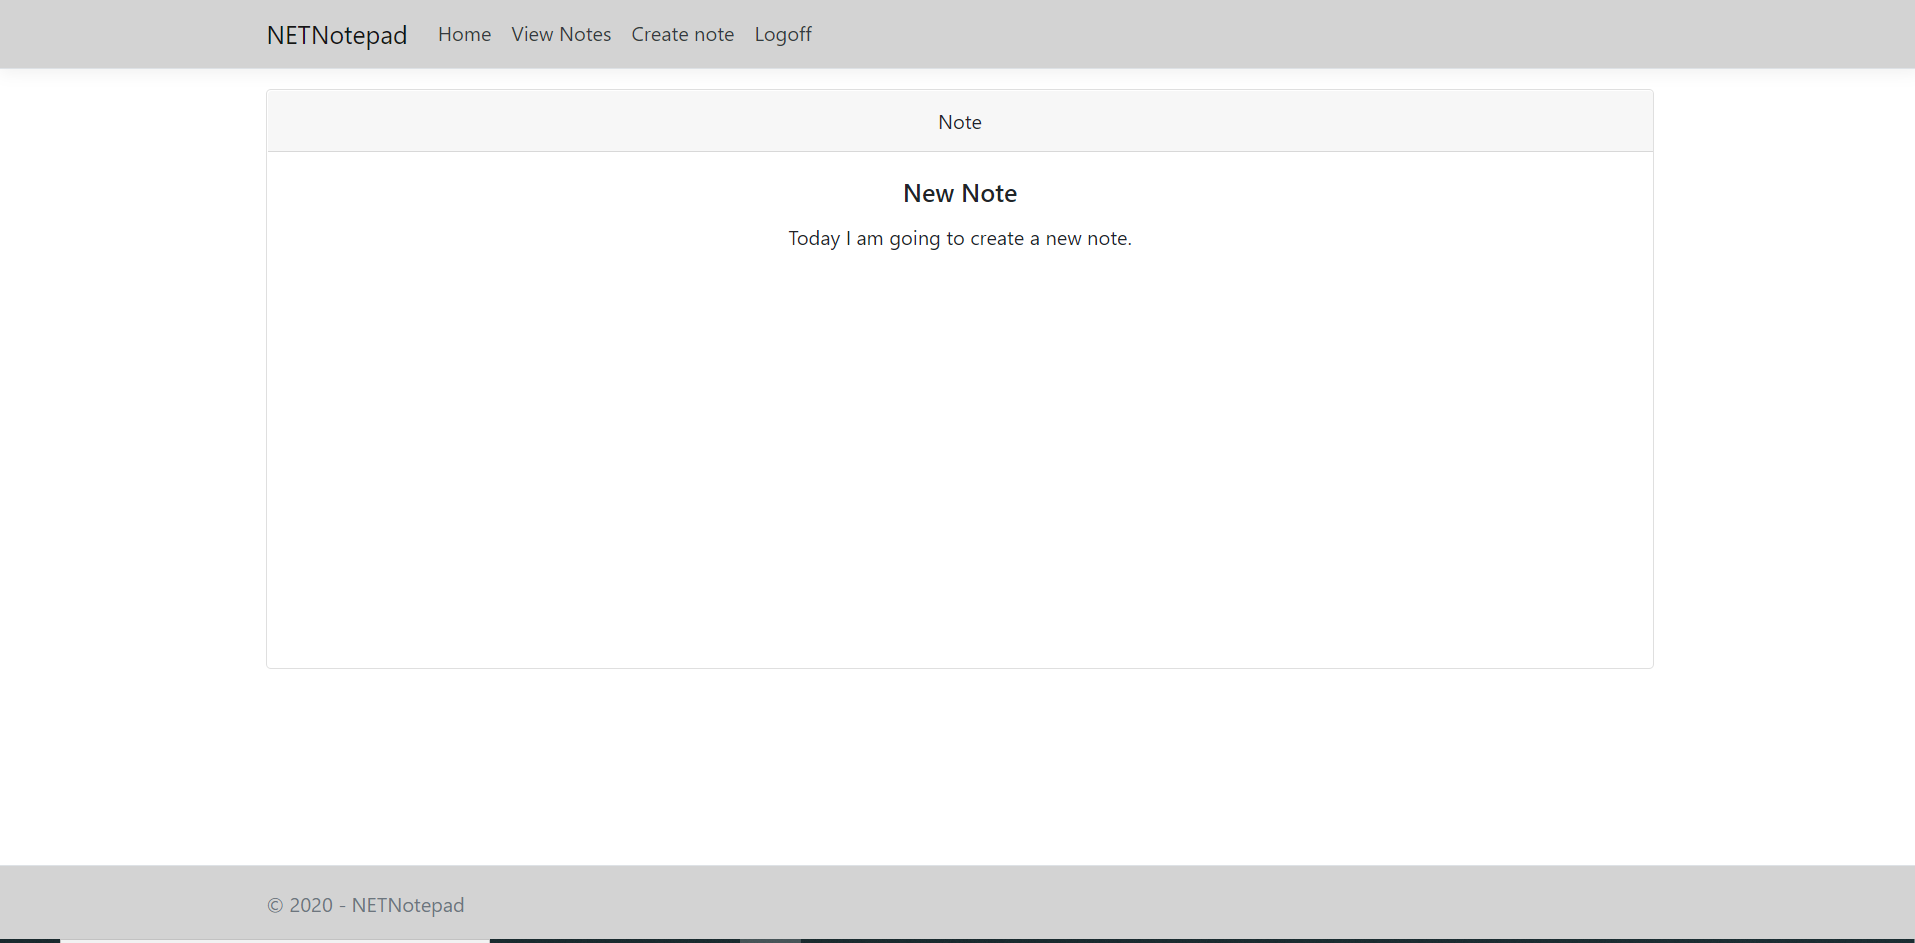 NETNotepad Home View Notes Create note Logoff
Note
New Note
Today I am going to create a new note.
© 2020 - NETNotepad